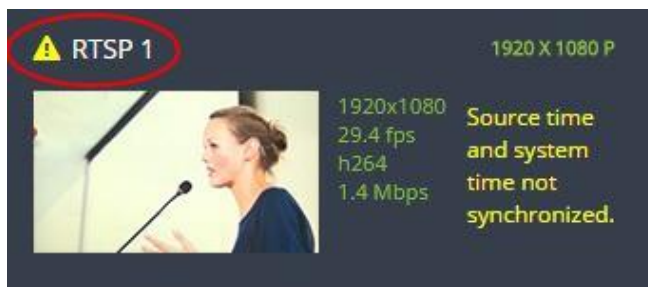 RTSP 1
1920 X 1080 P
1920x1080
29.4 fps
h264
1.4 Mbps
Source time
and system
time not
synchronized.